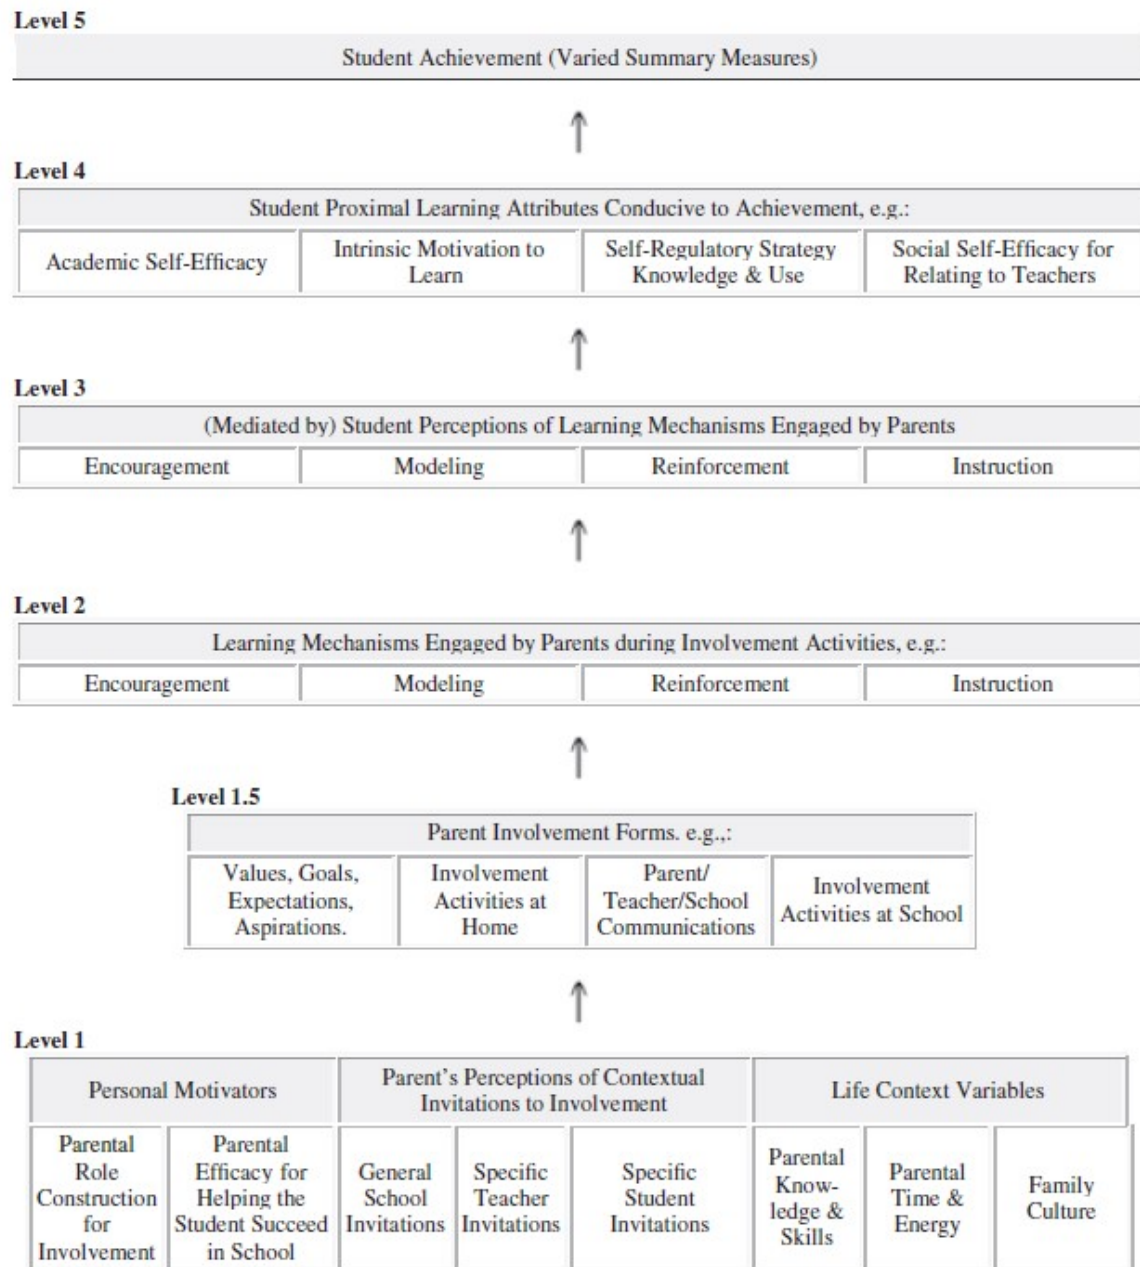 Level 5
Student Achievement (Varied Summary Measures)
Level 4
Student Proximal Learning Attributes Conducive to Achievement, e.g.:
Academic Self-Efficacy
Intrinsic Motivation to
Learn
Self-Regulatory Strategy
Knowledge & Use
Social Self-Efficacy for
Relating to Teachers
Level 3
(Mediated by) Student Perceptions of Learning Mechanisms Engaged by Parents
Encouragement
Modeling
Reinforcement
Instruction
Level 2
Learning Mechanisms Engaged by Parents during Involvement Activities, e.g.:
Encouragement
Modeling
Reinforcement
Instruction
Level 1.5
Parent Involvement Forms. e.g.,:
Values, Goals,
Expectations,
Aspirations.
Involvement
Activities at
Home
Parent/
Teacher/School
Communications
Involvement
Activities at School
Level 1
Personal Motivators
Parent's Perceptions of Contextual
Invitations to Involvement
Life Context Variables
Parental
Role
Construction
for
Involvement
Parental
Efficacy for
Helping the
Student Succeed
in School
General
School
Invitations
Specific
Teacher
Invitations
Specific
Student
Invitations
Parental
Know-
ledge &
Skills
Parental
Time &
Energy
Family
Culture